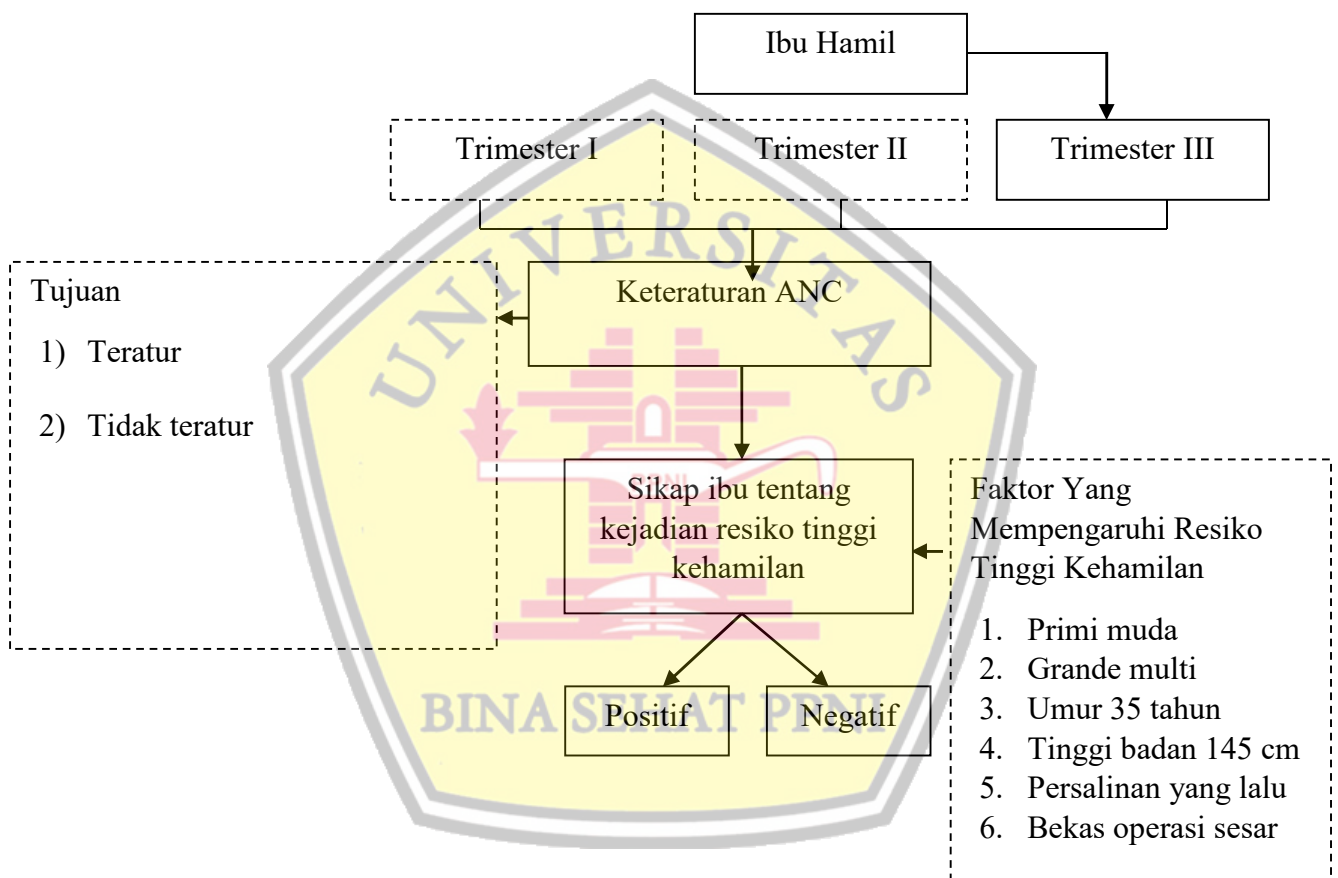 Ibu Hamil
Trimester I
Trimester II
Trimester III
UNIVERSITAS
Keteraturan ANC
Tujuan
1) Teratur
2) Tidak teratur
PPNI
Sikap ibu tentang
kejadian resiko tinggi
kehamilan
Faktor Yang
Mempengaruhi Resiko
Tinggi Kehamilan
1. Primi muda
2. Grande multi
3. Umur 35 tahun
4. Tinggi badan 145 cm
5. Persalinan yang lalu
6. Bekas operasi sesar
Positif
Negatif
BINA SEHAT PPNI